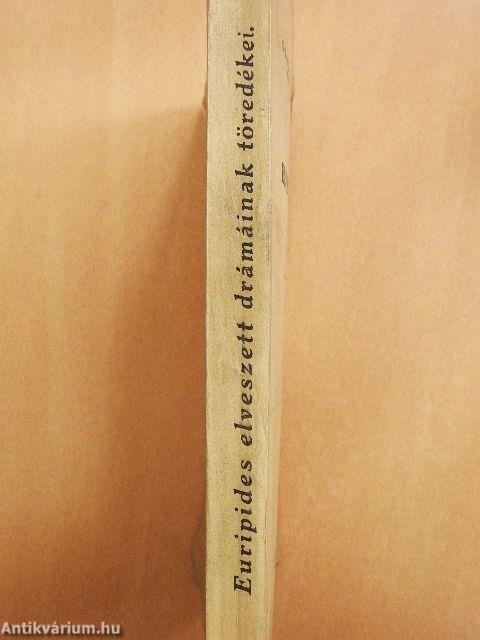 Euripides elveszett drámáinak töredékei.
Antikvárium.hu